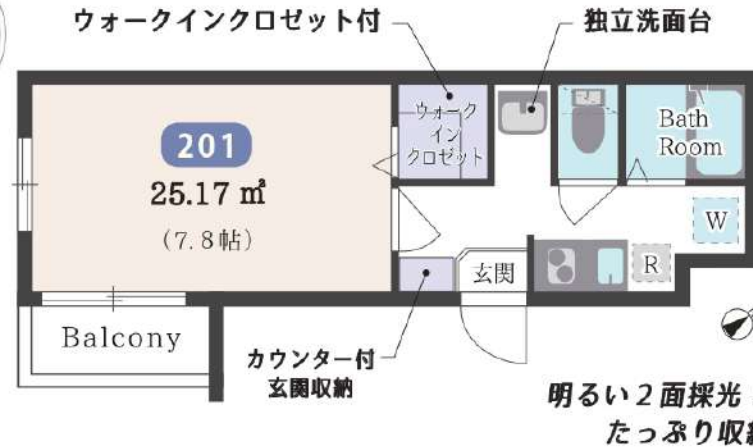 ウォークインクロゼット付
独立洗面台
ウォーク
イン
クロゼット
Bath
Room
201
25.17 ㎡
(7.8帖)
W
R
玄関
Balcony
カウンター付
玄関収納
明るい2面採光
たっぷり収